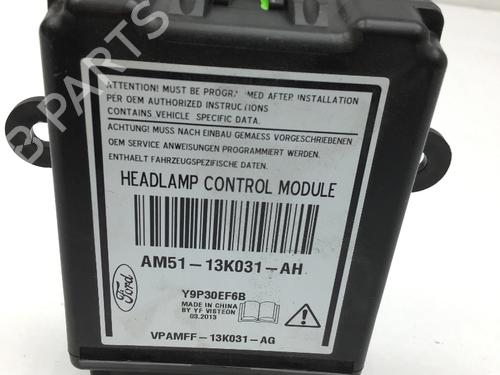 ATTENTION! MUST BE PROGRAMMED AFTER INSTALLATION
PER OEM AUTHORIZED INSTRUCTIONS
CONTAINS VEHICLE SPECIFIC DATA.
ACHTUNG! MUSS NACH EINBAU GEMAESS VORGESCHRIEBENEN
OEM SERVICE ANWEISUNGEN PROGRAMMIERT WERDEN.
ENTHAELT FAHRZEUGSPEZIFISCHE DATEN.
HEADLAMP CONTROL MODULE
AM51-13K031-AH
Ford
Y9P30EF6B
MADE IN CHINA
BY YF VISTEON
03.2013
VPAMFF-13K031-AG
B PARTS